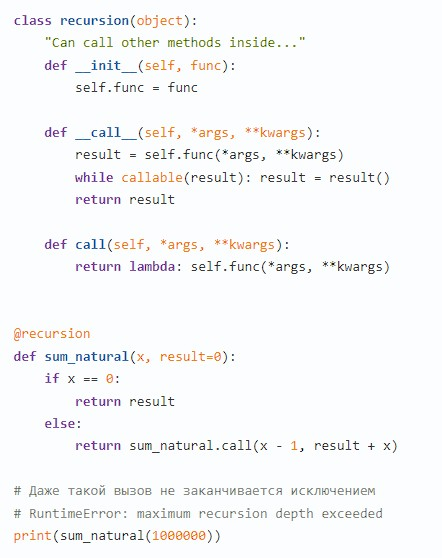 class recursion(object):
    "Can call other methods inside..."
    def __init__(self, func):
        self.func = func

    def __call__(self, *args, **kwargs):
        result = self.func(*args, **kwargs)
        while callable(result): result = result()
        return result

    def call(self, *args, **kwargs):
        return lambda: self.func(*args, **kwargs)


@recursion
def sum_natural(x, result=0):
    if x == 0:
        return result
    else:
        return sum_natural.call(x - 1, result + x)

# Даже такой вызов не заканчивается исключением
# RuntimeError: maximum recursion depth exceeded
print(sum_natural(1000000))